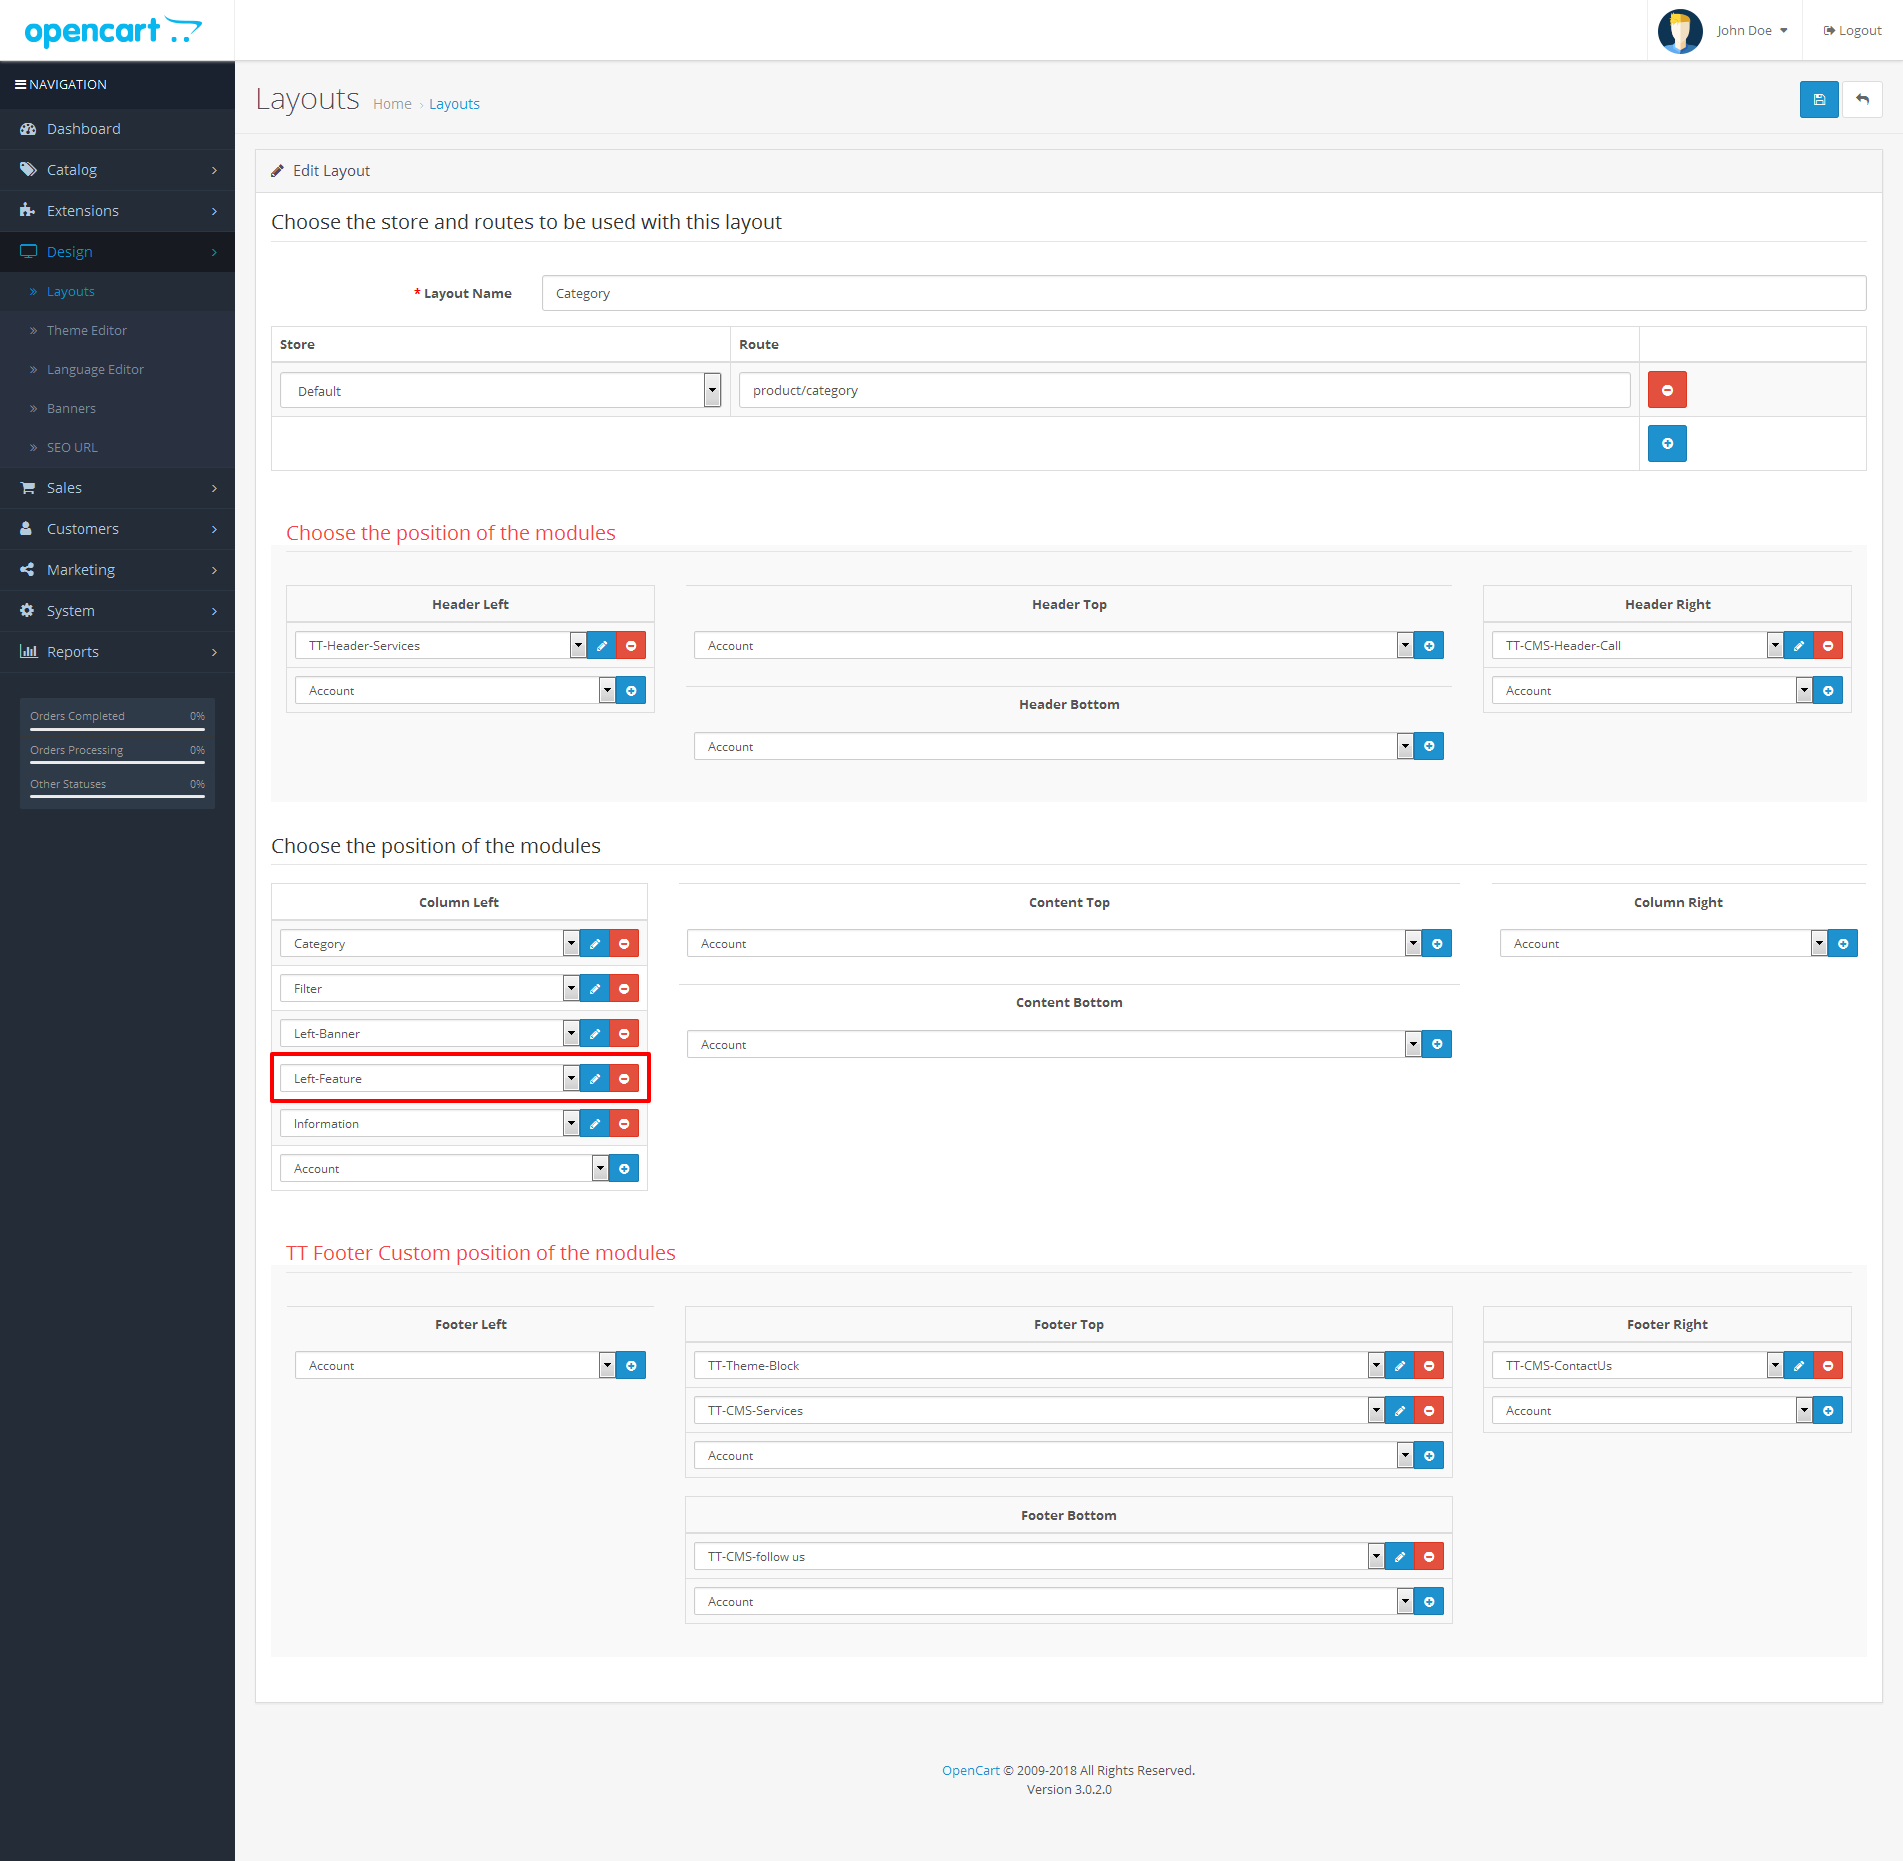 opencart
John Doe
Logout
NAVIGATION
Dashboard
Catalog
Extensions
Design
Layouts
Theme Editor
Language Editor
Banners
SEO URL
Sales
Customers
Marketing
System
Reports
Orders Completed 0%
Orders Processing 0%
Other Statuses 0%
Layouts Home › Layouts
Edit Layout
Choose the store and routes to be used with this layout
* Layout Name Category
Store Route
Default product/category
Choose the position of the modules
Header Left
TT-Header-Services
Account
Header Top
Account
Header Bottom
Account
Header Right
TT-CMS-Header-Call
Account
Choose the position of the modules
Column Left
Category
Filter
Left-Banner
Left-Feature
Information
Account
Content Top
Account
Content Bottom
Account
Column Right
Account
TT Footer Custom position of the modules
Footer Left
Account
Footer Top
TT-Theme-Block
TT-CMS-Services
Account
Footer Bottom
TT-CMS-follow us
Account
Footer Right
TT-CMS-ContactUs
Account
OpenCart © 2009-2018 All Rights Reserved.
Version 3.0.2.0